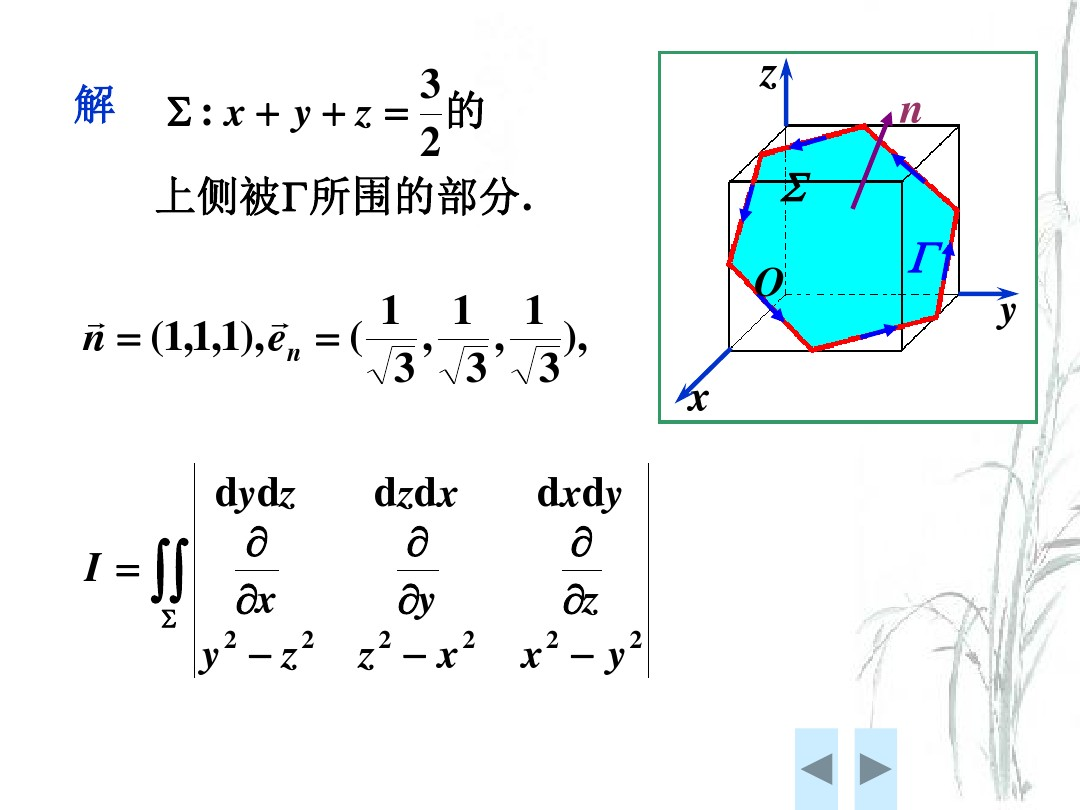 解 Σ: x + y + z = 3/2 的
上侧被Γ所围的部分.
n⃗ = (1,1,1), e⃗ₙ = (1/√3, 1/√3, 1/√3),
I = ∬_Σ | dydz dzdx dxdy |
| ∂/∂x ∂/∂y ∂/∂z |
| y² − z² z² − x² x² − y² |
z
n
Σ
Γ
O
y
x